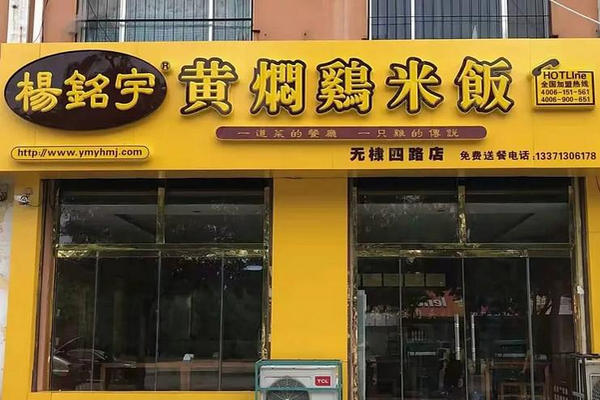 楊銘宇® 黄燜鷄米飯
HOTLine
全国加盟热线
4006-151-561
4006-900-651
一道菜的餐廳 一只雞的傳説
http://www.ymyhmj.com
无棣四路店 免费送餐电话:13371306178
TCL